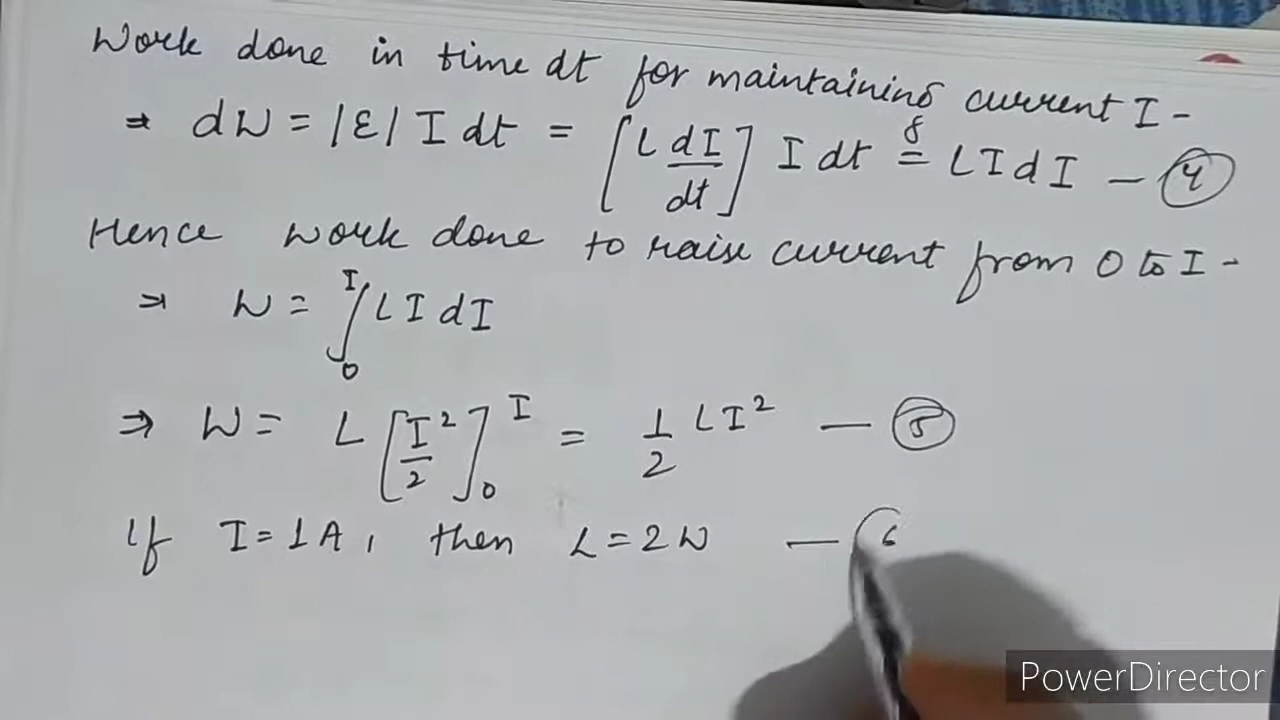 Work done in time dt for maintaining current I -
⇒ dW = |ε| I dt = [L dI/dt] I dt = LI dI — ④
Hence work done to raise current from 0 to I -
⇒ W = ∫₀ᴵ LI dI
⇒ W = L [I²/2]₀ᴵ = 1/2 LI² — ⑤
If I = 1A, then L = 2W — 6
PowerDirector